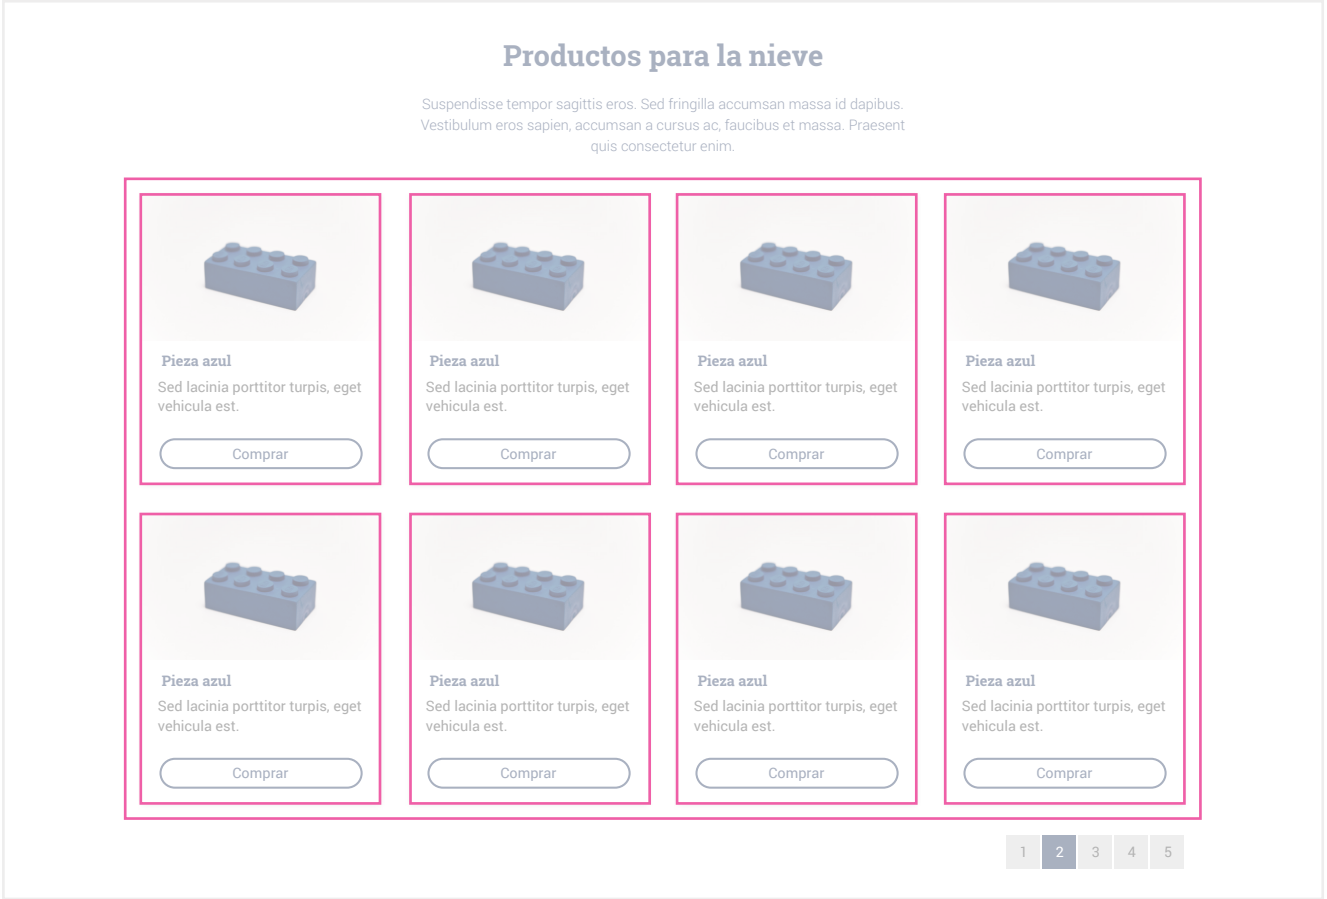 Productos para la nieve
Suspendisse tempor sagittis eros. Sed fringilla accumsan massa id dapibus.
Vestibulum eros sapien, accumsan a cursus ac, faucibus et massa. Praesent
quis consectetur enim.
Pieza azul
Sed lacinia porttitor turpis, eget
vehicula est.
Comprar
Pieza azul
Sed lacinia porttitor turpis, eget
vehicula est.
Comprar
Pieza azul
Sed lacinia porttitor turpis, eget
vehicula est.
Comprar
Pieza azul
Sed lacinia porttitor turpis, eget
vehicula est.
Comprar
Pieza azul
Sed lacinia porttitor turpis, eget
vehicula est.
Comprar
Pieza azul
Sed lacinia porttitor turpis, eget
vehicula est.
Comprar
Pieza azul
Sed lacinia porttitor turpis, eget
vehicula est.
Comprar
Pieza azul
Sed lacinia porttitor turpis, eget
vehicula est.
Comprar
1 2 3 4 5